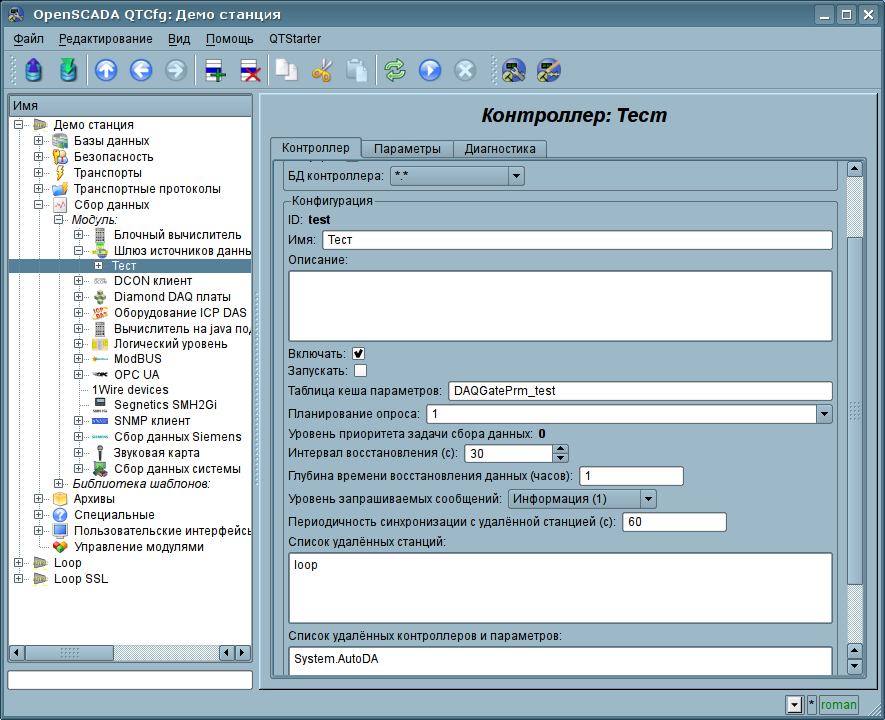 OpenSCADA QTCfg: Демо станция
Файл Редактирование Вид Помощь QTStarter
Имя
Демо станция
Базы данных
Безопасность
Транспорты
Транспортные протоколы
Сбор данных
Модуль:
Блочный вычислитель
Шлюз источников данны
Тест
DCON клиент
Diamond DAQ платы
Оборудование ICP DAS
Вычислитель на java под
Логический уровень
ModBUS
OPC UA
1Wire devices
Segnetics SMH2Gi
SNMP клиент
Сбор данных Siemens
Звуковая карта
Сбор данных системы
Библиотека шаблонов:
Архивы
Специальные
Пользовательские интерфейсы
Управление модулями
Loop
Loop SSL
Контроллер: Тест
Контроллер Параметры Диагностика
БД контроллера: *.*
Конфигурация
ID: test
Имя: Тест
Описание:
Включать:
Запускать:
Таблица кеша параметров: DAQGatePrm_test
Планирование опроса: 1
Уровень приоритета задачи сбора данных: 0
Интервал восстановления (с): 30
Глубина времени восстановления данных (часов): 1
Уровень запрашиваемых сообщений: Информация (1)
Периодичность синхронизации с удалённой станцией (с): 60
Список удалённых станций:
loop
Список удалённых контроллеров и параметров:
System.AutoDA
* roman